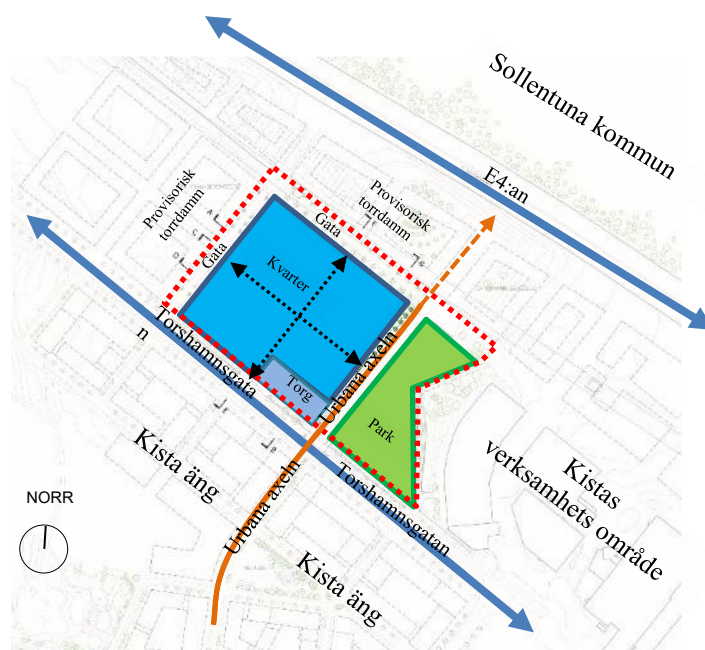 Sollentuna kommun
E4:an
Provisorisk
torrdamm
Provisorisk
torrdamm
Gata
Gata
Kvarter
Torshamnsgata
n
Torg
Urbana axeln
Park
Kista äng
Urbana axeln
Torshamnsgatan
Kistas
verksamhets område
NORR
Kista äng